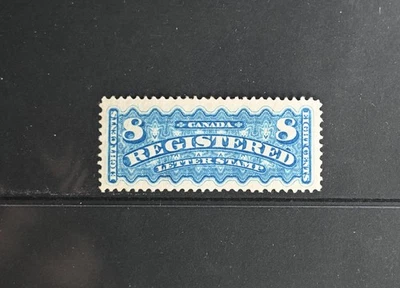 CANADA
8 REGISTERED 8
LETTER STAMP
EIGHT CENTS
EIGHT CENTS